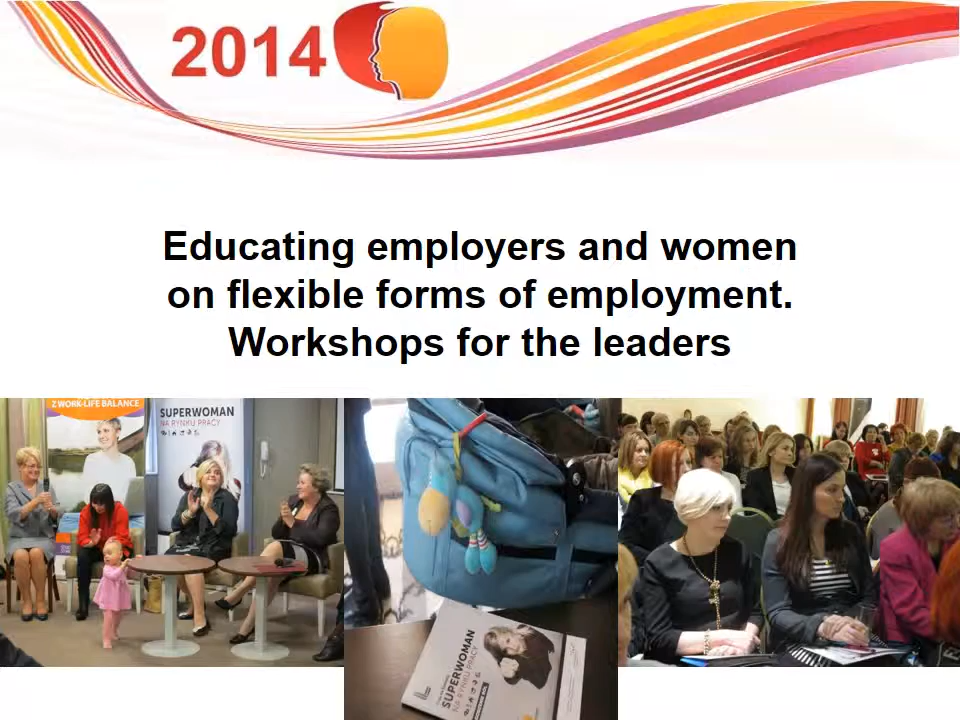 2014
Educating employers and women
on flexible forms of employment.
Workshops for the leaders
Z WORK-LIFE BALANCE
SUPERWOMAN
NA RYNKU PRACY
SUPERWOMAN
NA RYNKU PRACY